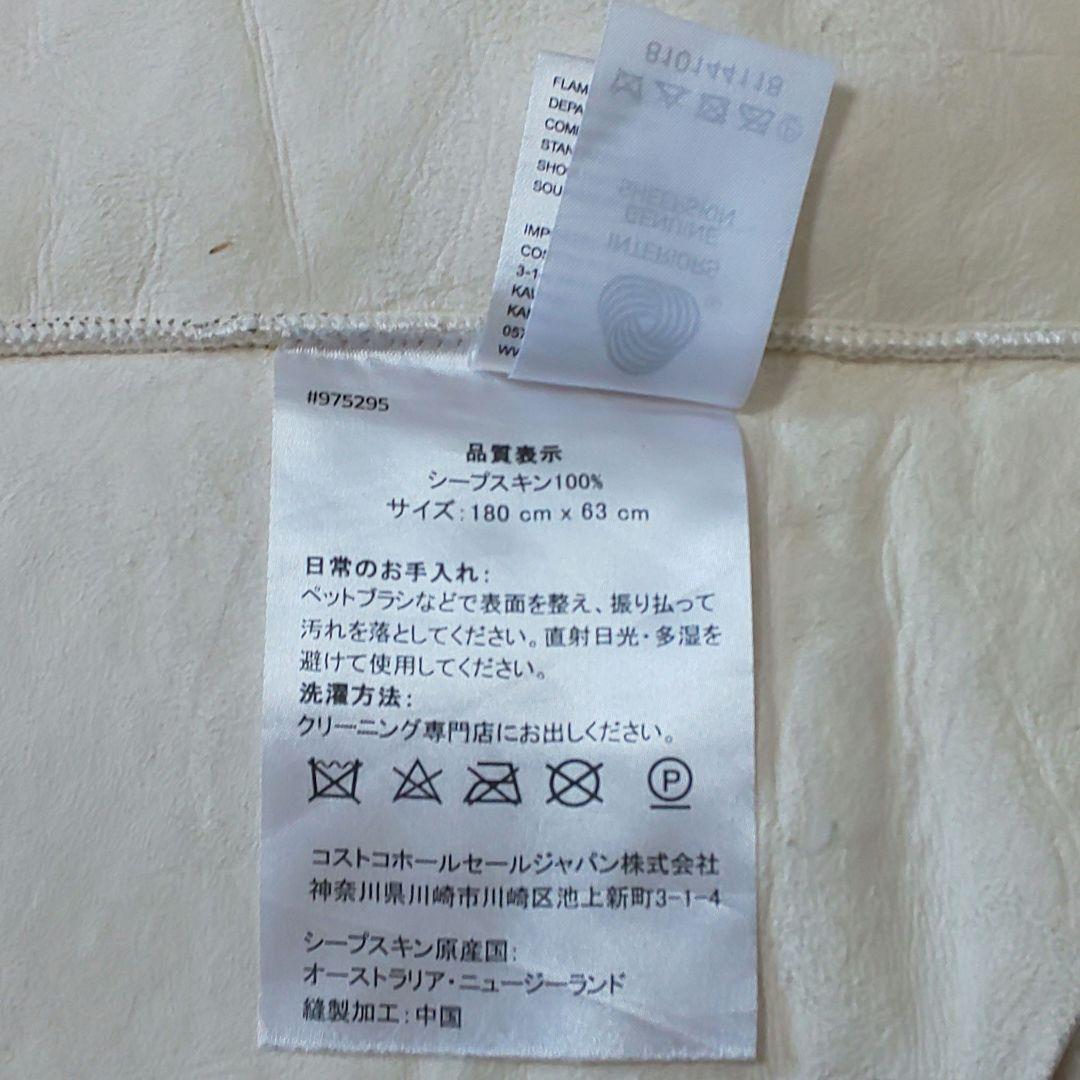 810144118
SHEEPSKIN
GENUINE
INTERIORS
®
3-1
057
#975295
品質表示
シープスキン100%
サイズ:180 cm x 63 cm
日常のお手入れ:
ペットブラシなどで表面を整え、振り払って
汚れを落としてください。直射日光・多湿を
避けて使用してください。
洗濯方法:
クリーニング専門店にお出しください。
P
コストコホールセールジャパン株式会社
神奈川県川崎市川崎区池上新町3-1-4
シープスキン原産国:
オーストラリア・ニュージーランド
縫製加工:中国